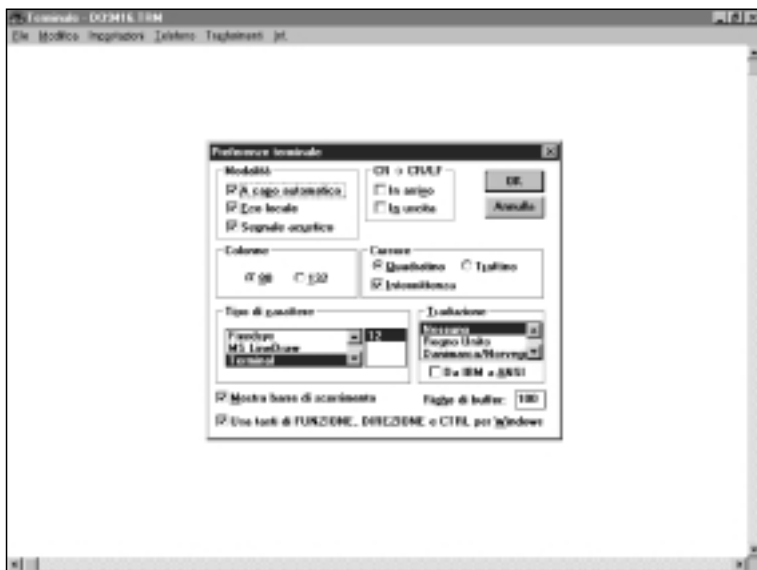 Terminale - DO3416.TRM
File Modifica Impostazioni Telefono Trasferimenti Inf.
Preferenze terminale
Modalità
A capo automatico
Eco locale
Segnale acustico
CR -> CR/LF
In arrivo
In uscita
OK
Annulla
Colonne
80 132
Cursore
Quadratino Trattino
Intermittenza
Tipo di carattere
Fixedsys
MS LineDraw
Terminal
12
Traduzione
Nessuna
Regno Unito
Danimarca/Norvegi
Da IBM a ANSI
Mostra barre di scorrimento
Righe di buffer: 100
Usa tasti di FUNZIONE, DIREZIONE e CTRL per Windows